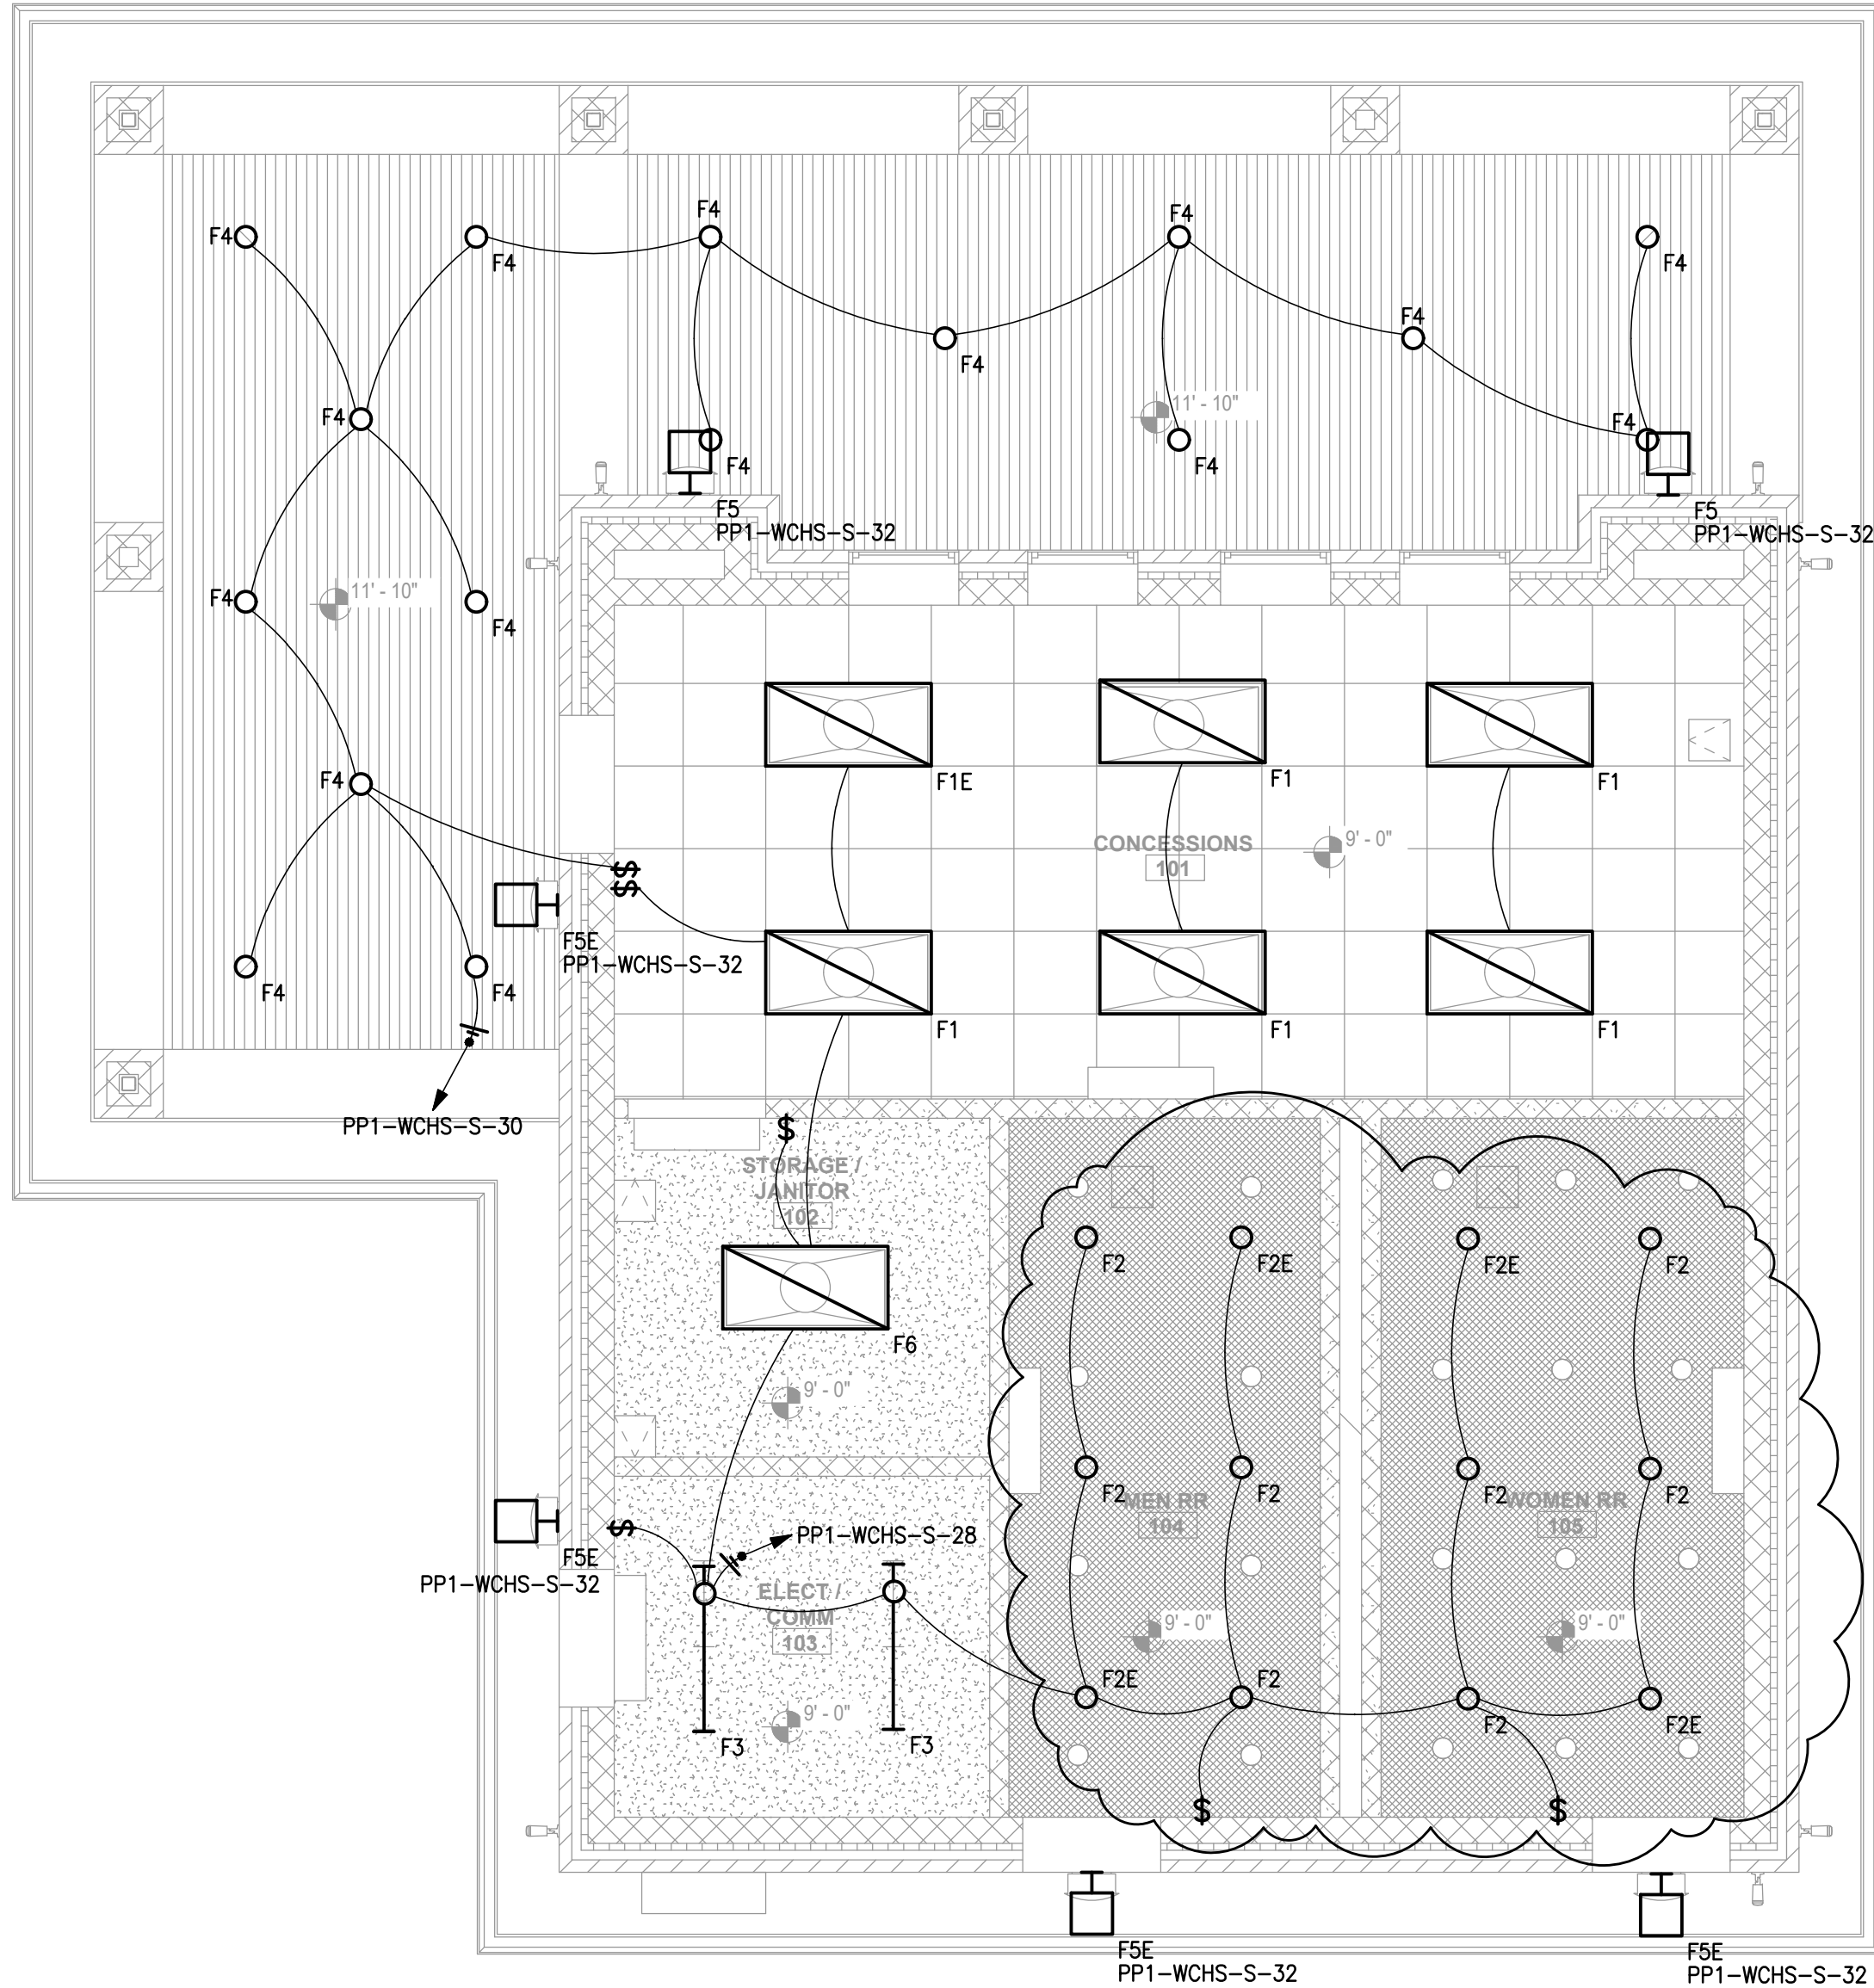 F4
F4
F4
F4
F4
F4
F4
F4
11' - 10"
F4
F4
F4
F4
F5
PP1-WCHS-S-32
F5
PP1-WCHS-S-32
F4
11' - 10"
F4
F4
F1E
F1
F1
CONCESSIONS
101
9' - 0"
$
$
F5E
PP1-WCHS-S-32
F4
F4
F1
F1
F1
PP1-WCHS-S-30
$
STORAGE /
JANITOR
102
F2
F2E
F2E
F2
F6
9' - 0"
F2
F2
F2
F2
MEN RR
104
WOMEN RR
105
$
PP1-WCHS-S-28
F5E
PP1-WCHS-S-32
ELECT /
COMM
103
9' - 0"
9' - 0"
F2E
F2
F2
F2E
9' - 0"
F3
F3
$
$
F5E
PP1-WCHS-S-32
F5E
PP1-WCHS-S-32